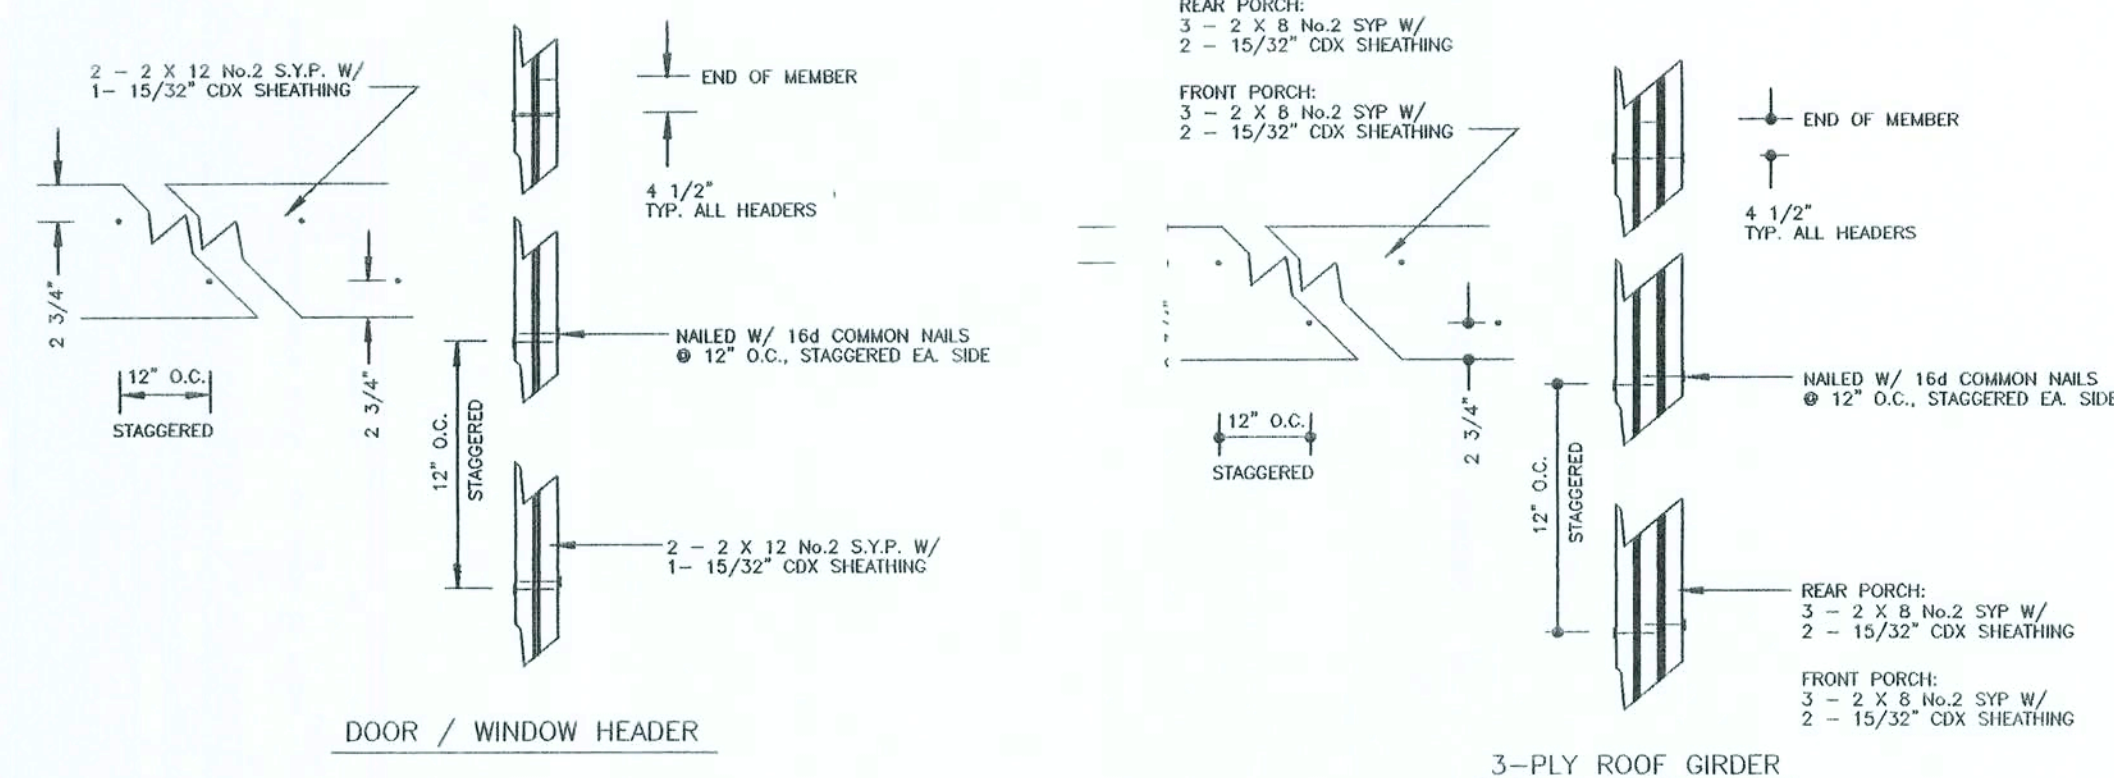 2 - 2 X 12 No.2 S.Y.P. W/
1- 15/32" CDX SHEATHING
2 3/4"
12" O.C.
STAGGERED
2 3/4"
END OF MEMBER
4 1/2"
TYP. ALL HEADERS
NAILED W/ 16d COMMON NAILS
@ 12" O.C., STAGGERED EA. SIDE
12" O.C.
STAGGERED
2 - 2 X 12 No.2 S.Y.P. W/
1- 15/32" CDX SHEATHING
DOOR / WINDOW HEADER
REAR PORCH:
3 - 2 X 8 No.2 SYP W/
2 - 15/32" CDX SHEATHING
FRONT PORCH:
3 - 2 X 8 No.2 SYP W/
2 - 15/32" CDX SHEATHING
END OF MEMBER
4 1/2"
TYP. ALL HEADERS
2 3/4"
12" O.C.
STAGGERED
NAILED W/ 16d COMMON NAILS
@ 12" O.C., STAGGERED EA. SIDE
12" O.C.
STAGGERED
REAR PORCH:
3 - 2 X 8 No.2 SYP W/
2 - 15/32" CDX SHEATHING
FRONT PORCH:
3 - 2 X 8 No.2 SYP W/
2 - 15/32" CDX SHEATHING
3-PLY ROOF GIRDER